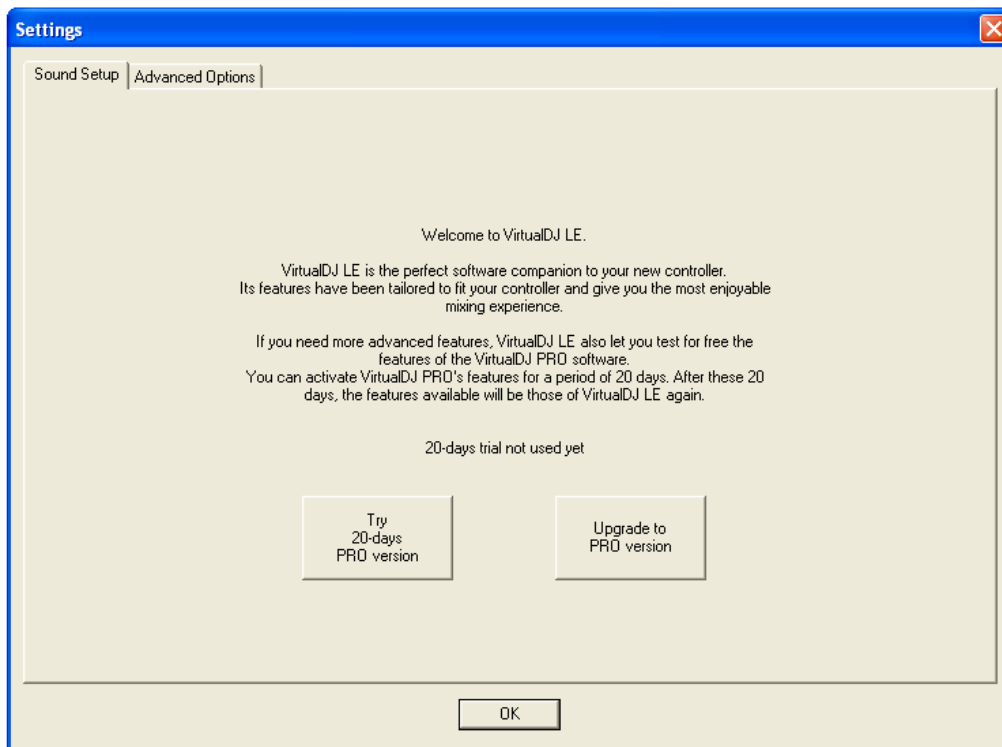 Settings
Sound Setup
Advanced Options
Welcome to VirtualDJ LE.
VirtualDJ LE is the perfect software companion to your new controller.
Its features have been tailored to fit your controller and give you the most enjoyable
mixing experience.
If you need more advanced features, VirtualDJ LE also let you test for free the
features of the VirtualDJ PRO software.
You can activate VirtualDJ PRO's features for a period of 20 days. After these 20
days, the features available will be those of VirtualDJ LE again.
20-days trial not used yet
Try
20-days
PRO version
Upgrade to
PRO version
OK